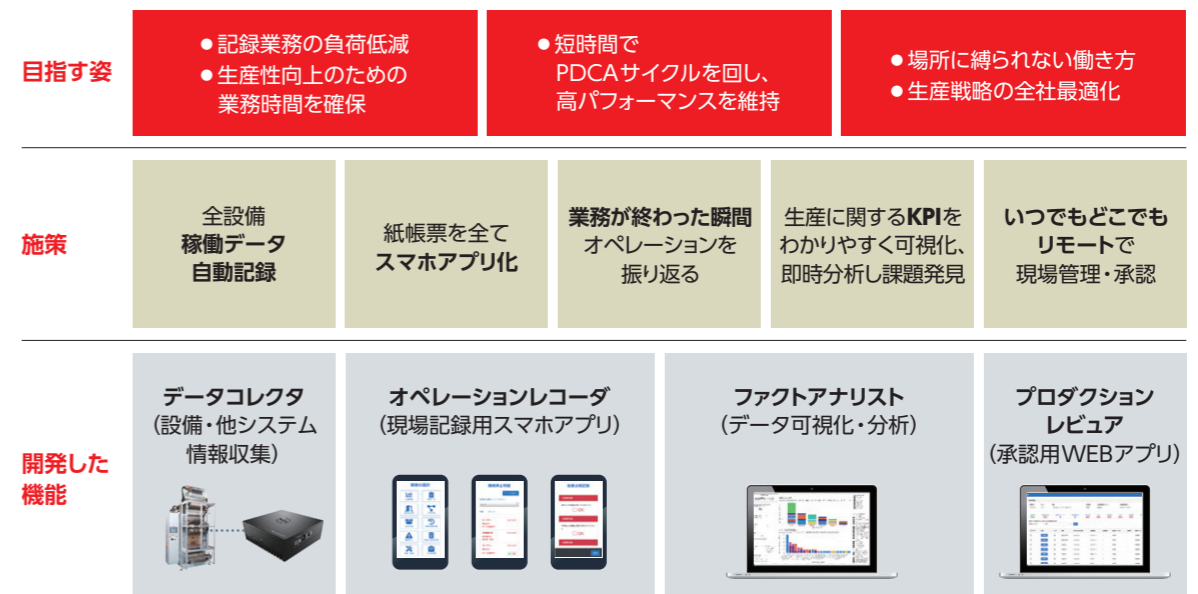 目指す姿
●記録業務の負荷低減
●生産性向上のための
業務時間を確保
●短時間で
PDCAサイクルを回し、
高パフォーマンスを維持
●場所に縛られない働き方
●生産戦略の全社最適化
施策
全設備
稼働データ
自動記録
紙帳票を全て
スマホアプリ化
業務が終わった瞬間
オペレーションを
振り返る
生産に関するKPIを
わかりやすく可視化、
即時分析し課題発見
いつでもどこでも
リモートで
現場管理・承認
開発した
機能
データコレクタ
(設備・他システム
情報収集)
オペレーションレコーダ
(現場記録用スマホアプリ)
ファクトアナリスト
(データ可視化・分析)
プロダクション
レビュア
(承認用WEBアプリ)